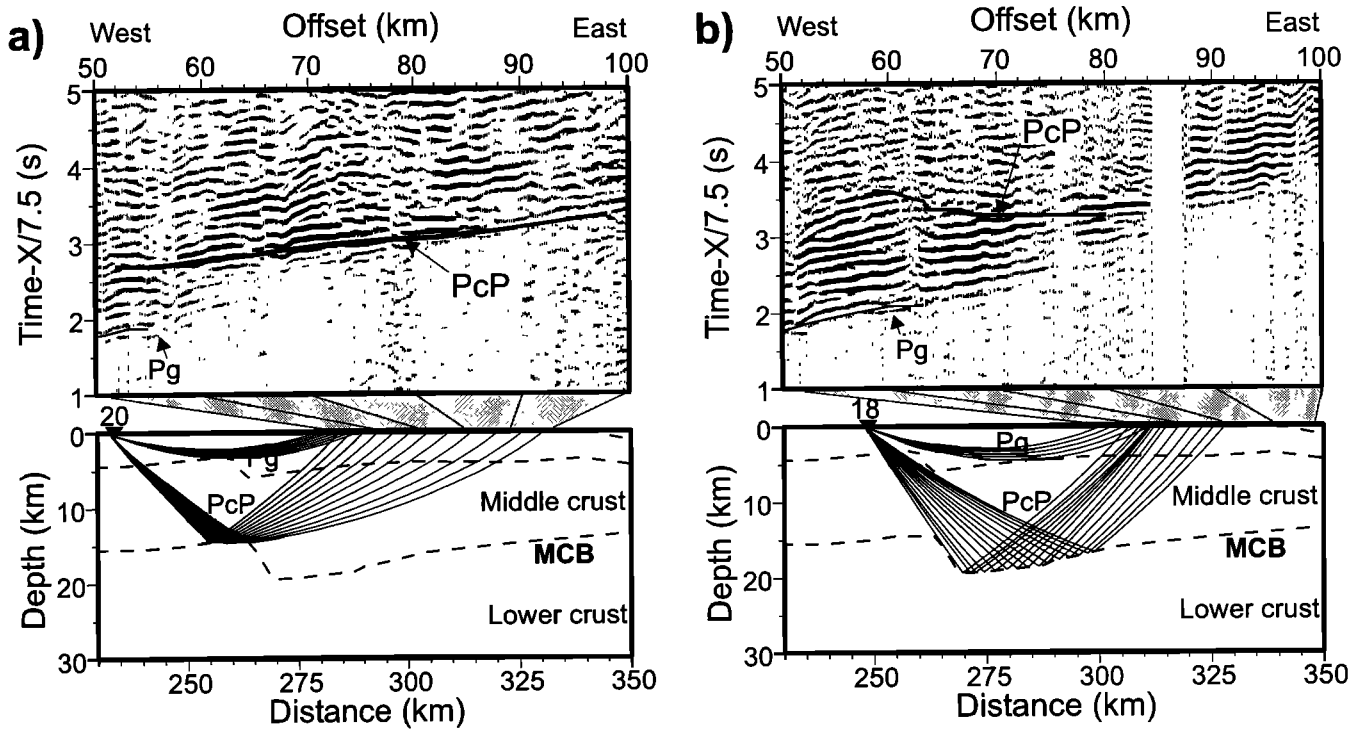 a)
West
Offset (km)
East
50 60 70 80 90 100
5
4
3
2
1
Time-X/7.5 (s)
PcP
Pg
20
0
10
20
30
Depth (km)
Pg
PcP
Middle crust
MCB
Lower crust
250 275 300 325 350
Distance (km)
b)
West
Offset (km)
East
50 60 70 80 90 100
5
4
3
2
1
Time-X/7.5 (s)
PcP
Pg
18
0
10
20
30
Depth (km)
Pg
PcP
Middle crust
MCB
Lower crust
250 275 300 325 350
Distance (km)